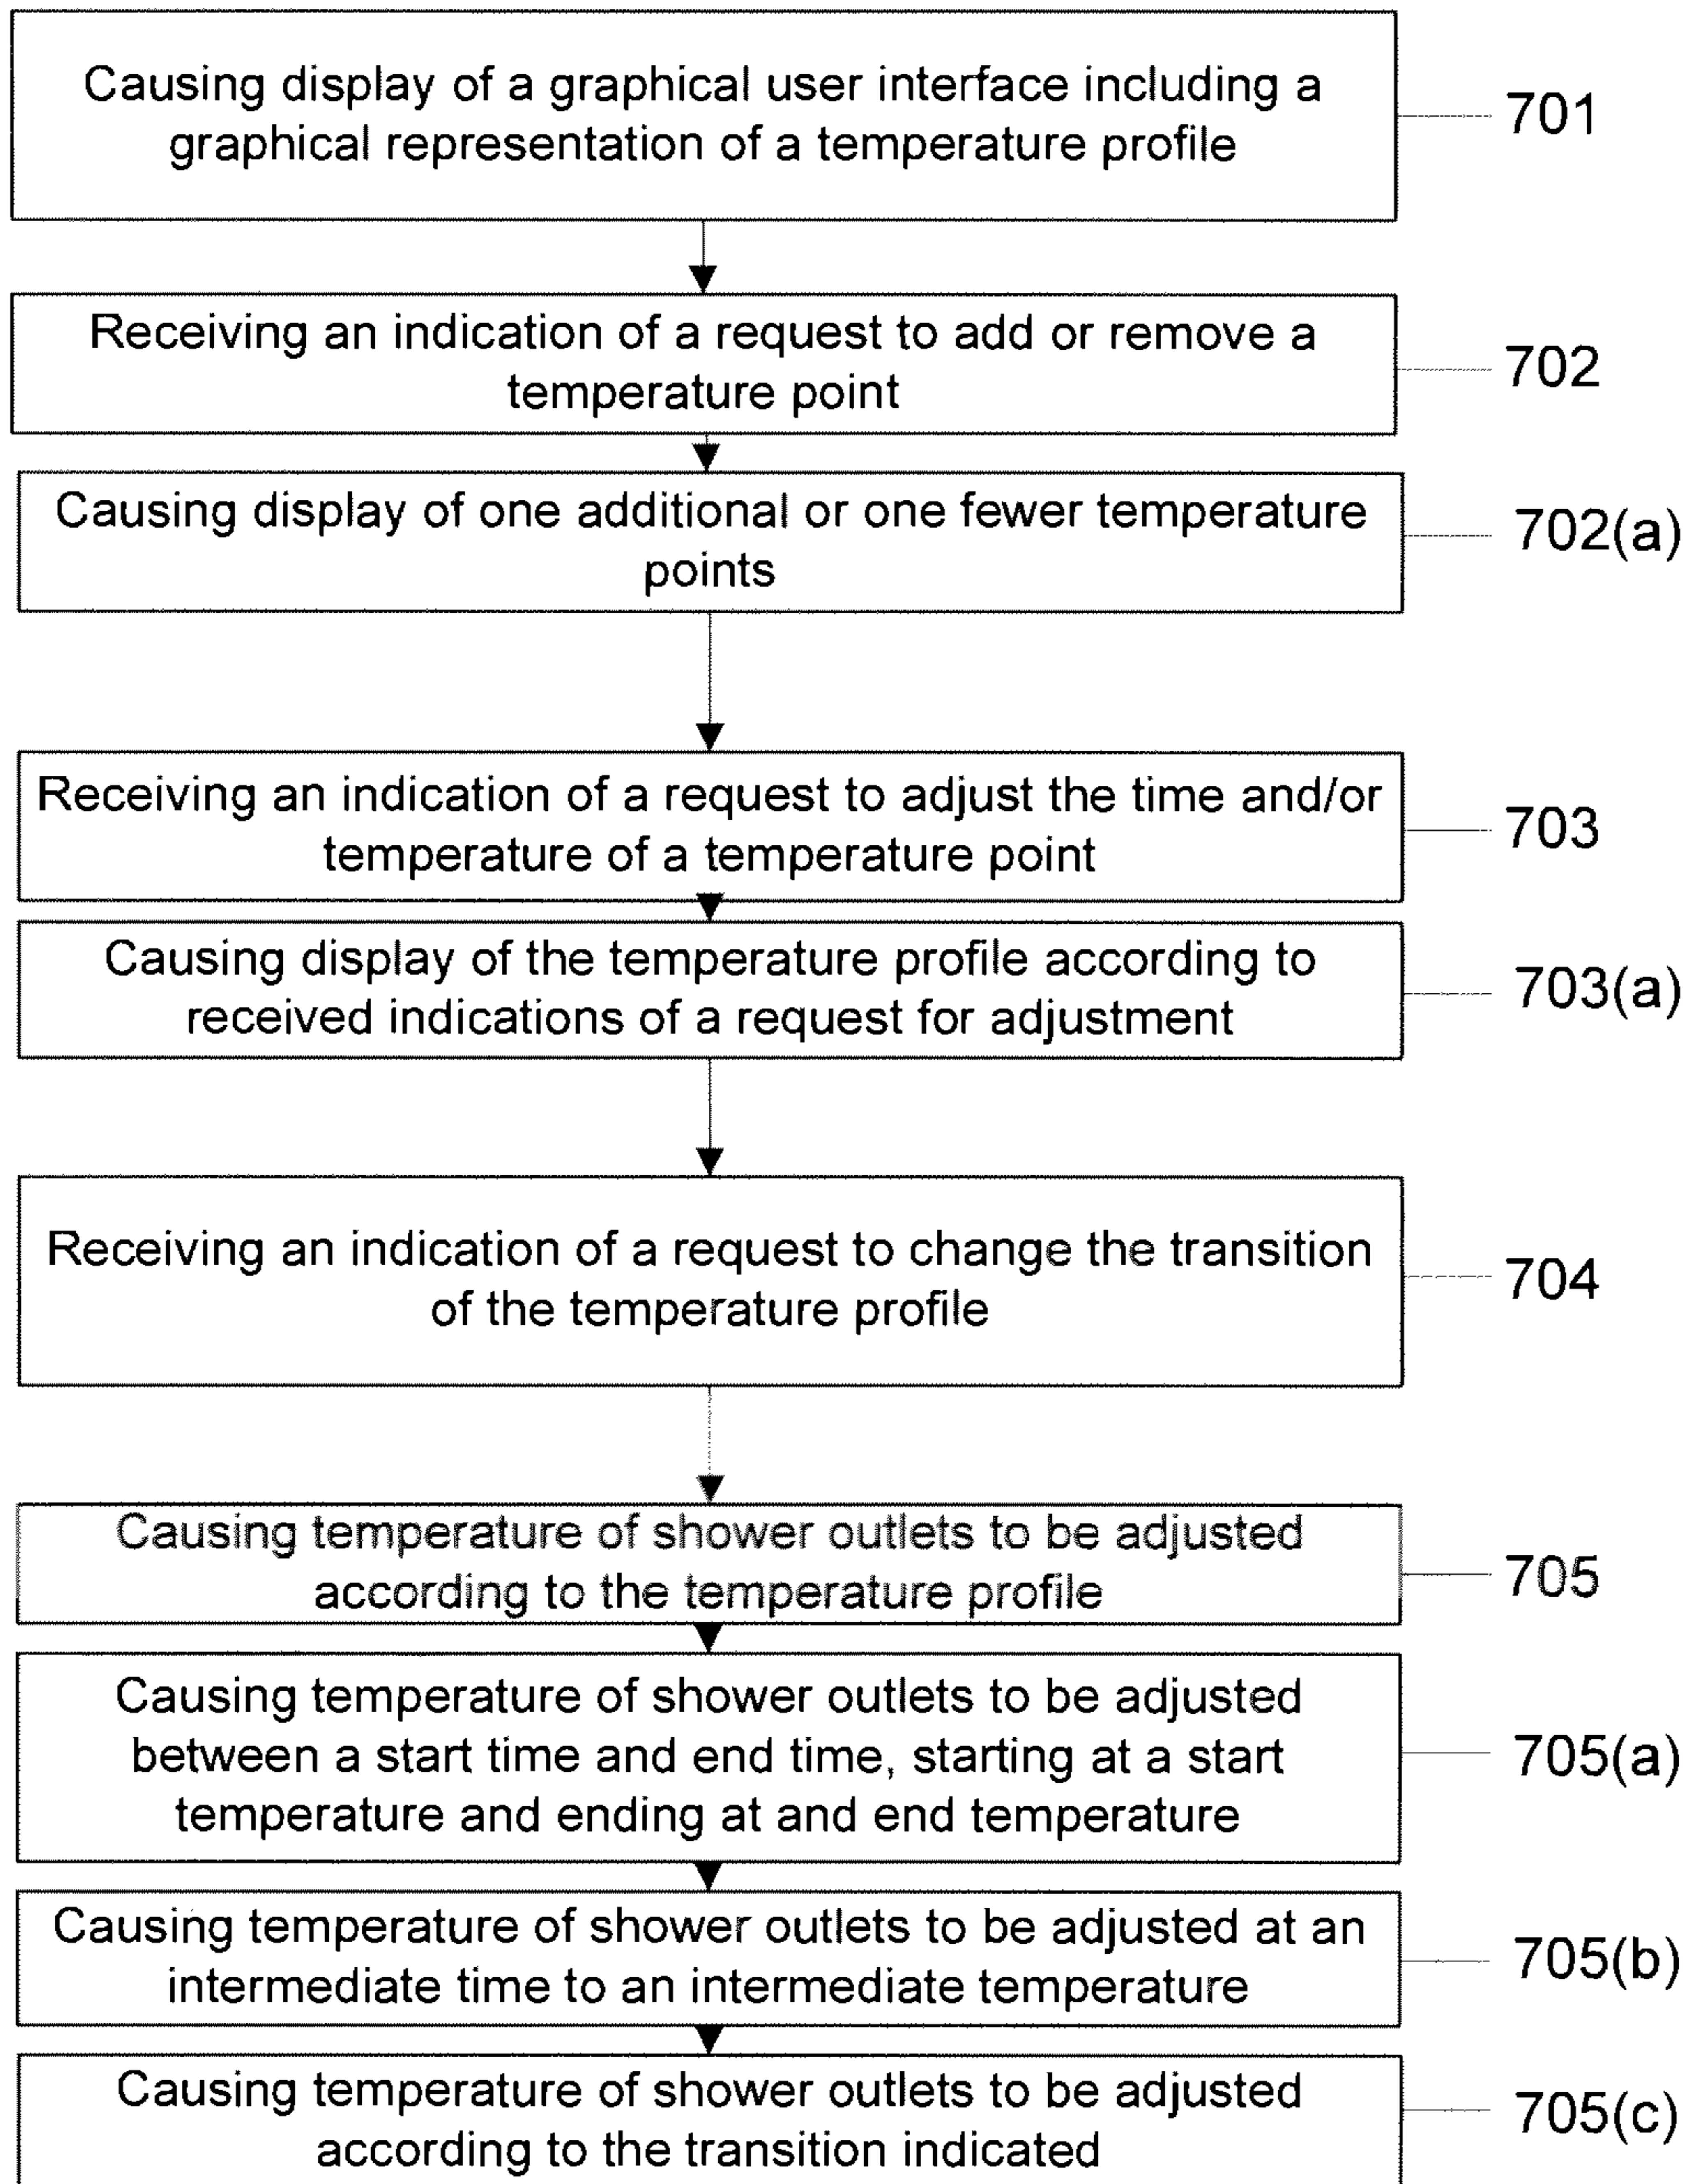 Causing display of a graphical user interface including a
graphical representation of a temperature profile
701
Receiving an indication of a request to add or remove a
temperature point
702
Causing display of one additional or one fewer temperature
points
702(a)
Receiving an indication of a request to adjust the time and/or
temperature of a temperature point
703
Causing display of the temperature profile according to
received indications of a request for adjustment
703(a)
Receiving an indication of a request to change the transition
of the temperature profile
704
Causing temperature of shower outlets to be adjusted
according to the temperature profile
705
Causing temperature of shower outlets to be adjusted
between a start time and end time, starting at a start
temperature and ending at and end temperature
705(a)
Causing temperature of shower outlets to be adjusted at an
intermediate time to an intermediate temperature
705(b)
Causing temperature of shower outlets to be adjusted
according to the transition indicated
705(c)